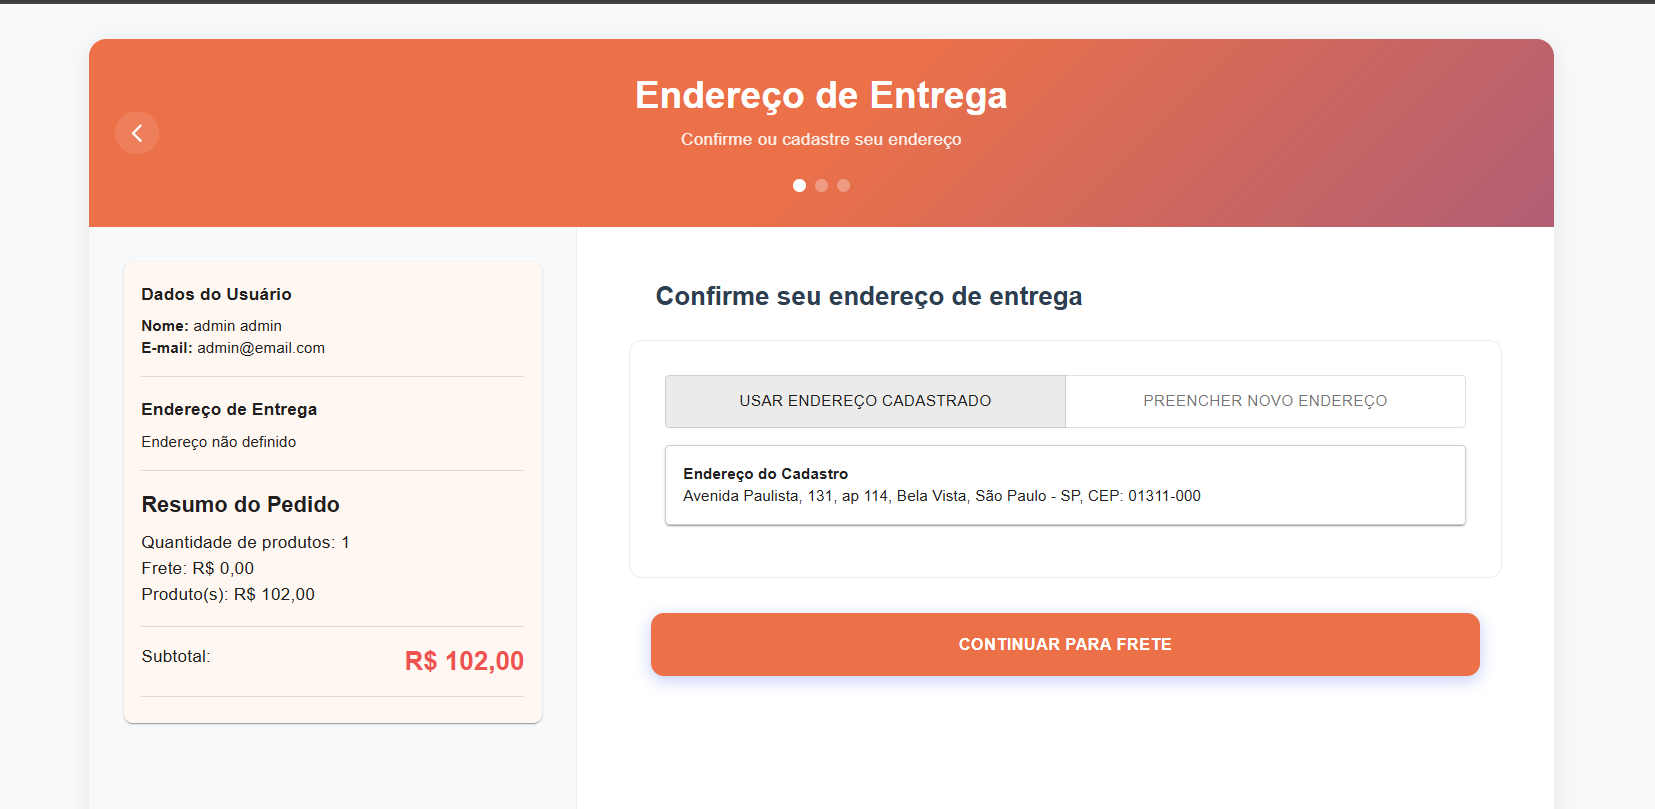 Endereço de Entrega
Confirme ou cadastre seu endereço
Dados do Usuário
Nome: admin admin
E-mail: admin@email.com
Endereço de Entrega
Endereço não definido
Resumo do Pedido
Quantidade de produtos: 1
Frete: R$ 0,00
Produto(s): R$ 102,00
Subtotal: R$ 102,00
Confirme seu endereço de entrega
USAR ENDEREÇO CADASTRADO PREENCHER NOVO ENDEREÇO
Endereço do Cadastro
Avenida Paulista, 131, ap 114, Bela Vista, São Paulo - SP, CEP: 01311-000
CONTINUAR PARA FRETE